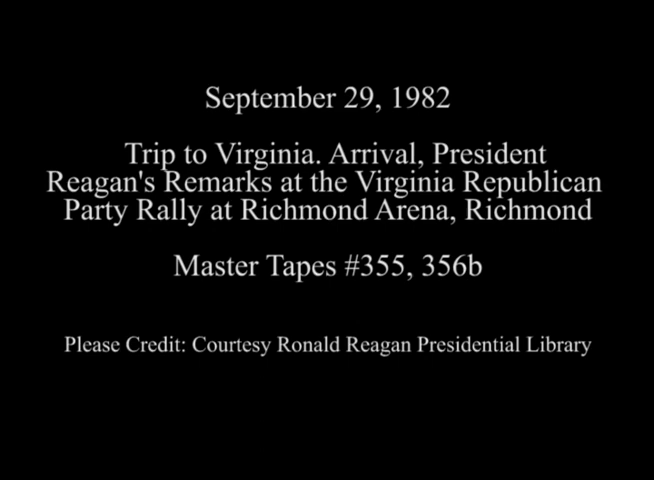 September 29, 1982
Trip to Virginia. Arrival, President
Reagan's Remarks at the Virginia Republican
Party Rally at Richmond Arena, Richmond
Master Tapes #355, 356b
Please Credit: Courtesy Ronald Reagan Presidential Library